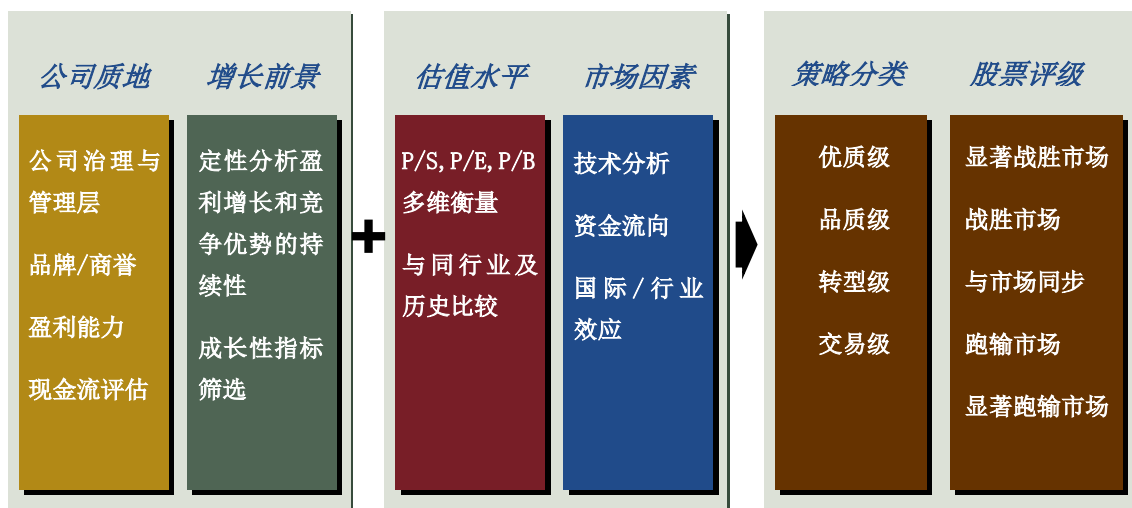 公司质地
公司治理与
管理层
品牌/商誉
盈利能力
现金流评估
增长前景
定性分析盈
利增长和竞
争优势的持
续性
成长性指标
筛选
估值水平
P/S, P/E, P/B
多维衡量
与同行业及
历史比较
市场因素
技术分析
资金流向
国际/行业
效应
策略分类
优质级
品质级
转型级
交易级
股票评级
显著战胜市场
战胜市场
与市场同步
跑输市场
显著跑输市场